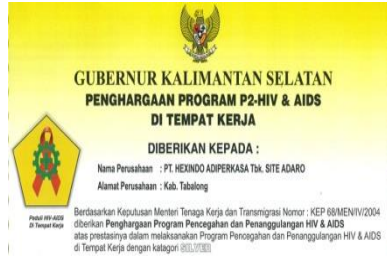 GUBERNUR KALIMANTAN SELATAN
PENGHARGAAN PROGRAM P2-HIV & AIDS
DI TEMPAT KERJA
DIBERIKAN KEPADA :
Nama Perusahaan : PT. HEXINDO ADIPERKASA Tbk. SITE ADARO
Alamat Perusahaan : Kab. Tabalong
Peduli HIV-AIDS
Di Tempat Kerja
Berdasarkan Keputusan Menteri Tenaga Kerja dan Transmigrasi Nomor : KEP 68/MEN/IV/2004
diberikan Penghargaan Program Pencegahan dan Penanggulangan HIV & AIDS
atas prestasinya dalam melaksanakan Program Pencegahan dan Penanggulangan HIV & AIDS
di Tempat Kerja dengan katagori SILVER